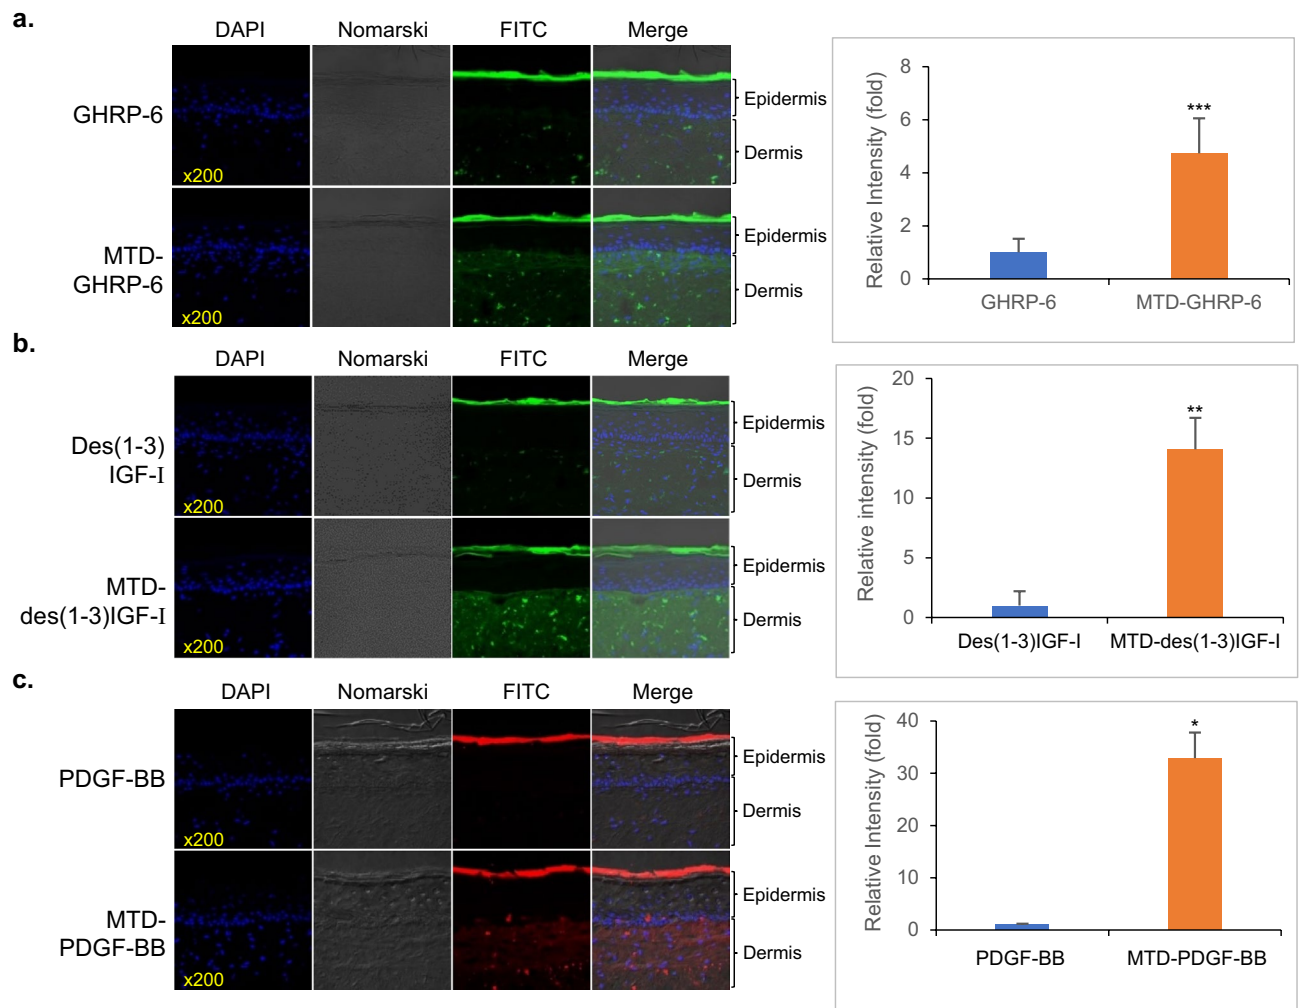 a.
DAPI Nomarski FITC Merge
GHRP-6
x200
Epidermis
Dermis
MTD-
GHRP-6
x200
Epidermis
Dermis
Relative Intensity (fold)
8
6
4
2
0
***
GHRP-6 MTD-GHRP-6
b.
DAPI Nomarski FITC Merge
Des(1-3)
IGF-I
x200
Epidermis
Dermis
MTD-
des(1-3)IGF-I
x200
Epidermis
Dermis
Relative intensity (fold)
20
15
10
5
0
**
Des(1-3)IGF-I MTD-des(1-3)IGF-I
c.
DAPI Nomarski FITC Merge
PDGF-BB
x200
Epidermis
Dermis
MTD-
PDGF-BB
x200
Epidermis
Dermis
Relative Intensity (fold)
40
30
20
10
0
*
PDGF-BB MTD-PDGF-BB